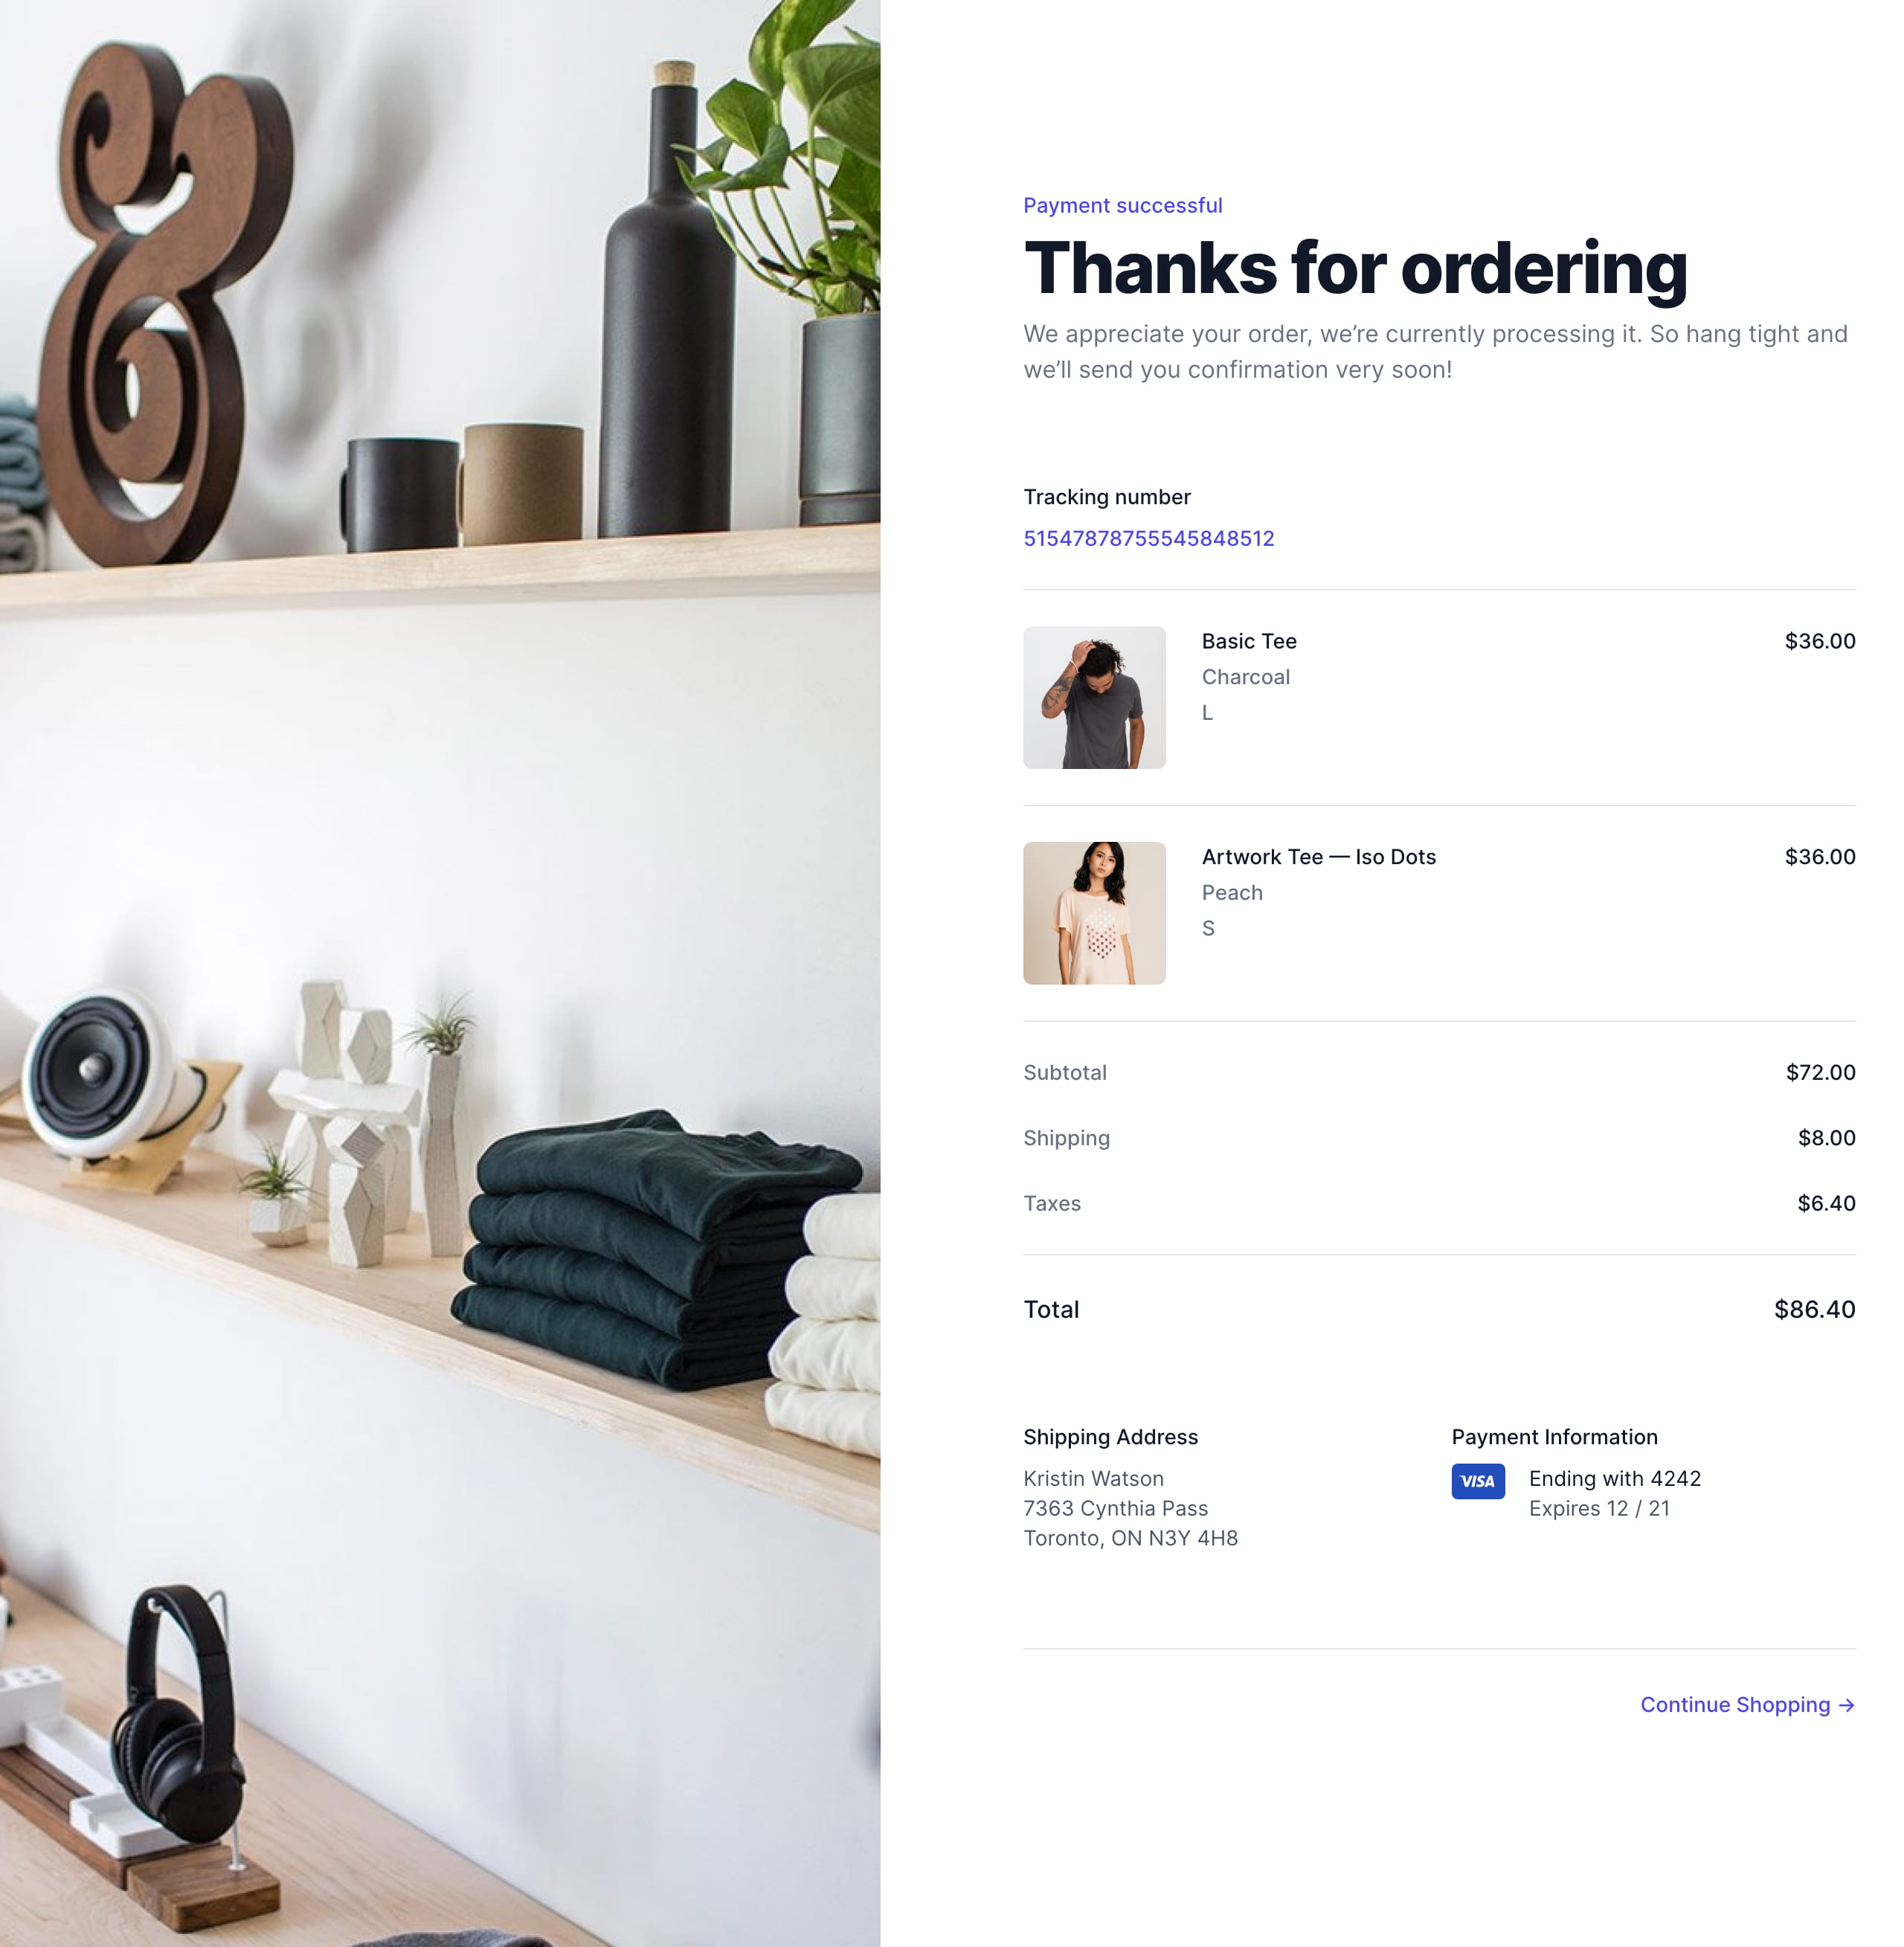 Payment successful
Thanks for ordering
We appreciate your order, we’re currently processing it. So hang tight and
we’ll send you confirmation very soon!
Tracking number
51547878755545848512
Basic Tee
$36.00
Charcoal
L
Artwork Tee — Iso Dots
$36.00
Peach
S
Subtotal
$72.00
Shipping
$8.00
Taxes
$6.40
Total
$86.40
Shipping Address
Kristin Watson
7363 Cynthia Pass
Toronto, ON N3Y 4H8
Payment Information
VISA
Ending with 4242
Expires 12 / 21
Continue Shopping →